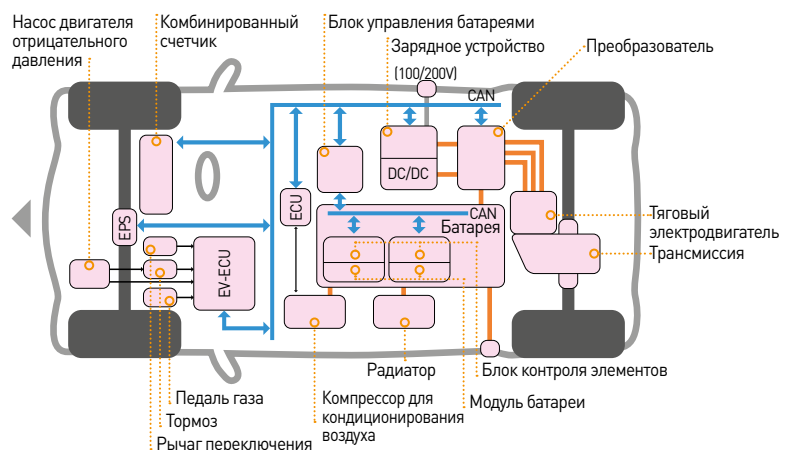 Насос двигателя
отрицательного
давления
Комбинированный
счетчик
Блок управления батареями
Зарядное устройство
(100/200V)
Преобразователь
CAN
DC/DC
ECU
EPS
EV-ECU
CAN
Батарея
Тяговый
электродвигатель
Трансмиссия
Радиатор
Блок контроля элементов
Педаль газа
Тормоз
Рычаг переключения
Компрессор для
кондиционирования
воздуха
Модуль батареи